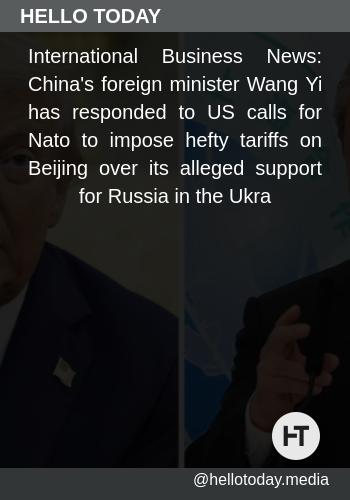 HELLO TODAY
International Business News:
China's foreign minister Wang Yi
has responded to US calls for
Nato to impose hefty tariffs on
Beijing over its alleged support
for Russia in the Ukra
HT
@hellotoday.media